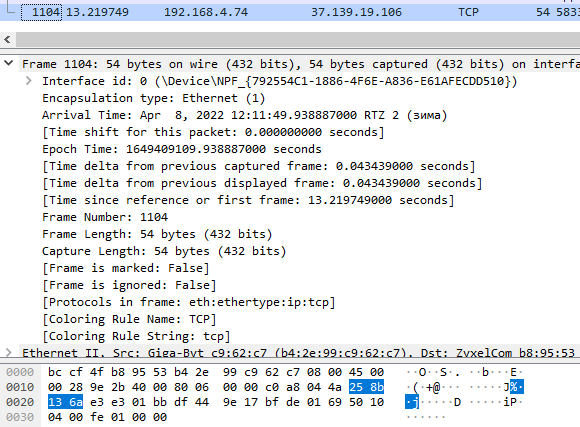 1104 13.219749 192.168.4.74 37.139.19.106 TCP 54 5833
Frame 1104: 54 bytes on wire (432 bits), 54 bytes captured (432 bits) on interfa
Interface id: 0 (\Device\NPF_{792554C1-1886-4F6E-A836-E61AFECDD510})
Encapsulation type: Ethernet (1)
Arrival Time: Apr  8, 2022 12:11:49.938887000 RTZ 2 (зима)
[Time shift for this packet: 0.000000000 seconds]
Epoch Time: 1649409109.938887000 seconds
[Time delta from previous captured frame: 0.043439000 seconds]
[Time delta from previous displayed frame: 0.043439000 seconds]
[Time since reference or first frame: 13.219749000 seconds]
Frame Number: 1104
Frame Length: 54 bytes (432 bits)
Capture Length: 54 bytes (432 bits)
[Frame is marked: False]
[Frame is ignored: False]
[Protocols in frame: eth:ethertype:ip:tcp]
[Coloring Rule Name: TCP]
[Coloring Rule String: tcp]
Ethernet II, Src: Giga-Byt c9:62:c7 (b4:2e:99:c9:62:c7), Dst: ZyxelCom b8:95:53
0000 bc cf 4f b8 95 53 b4 2e 99 c9 62 c7 08 00 45 00 ··O··S·. ··b···E·
0010 00 28 9e 2b 40 00 80 06 00 00 c0 a8 04 4a 25 8b ·(·+@··· ·····J%·
0020 13 6a e3 e3 01 bb df 44 9e 17 bf de 01 69 50 10 ·j·····D ·····iP·
0030 04 00 fe 01 00 00 ······